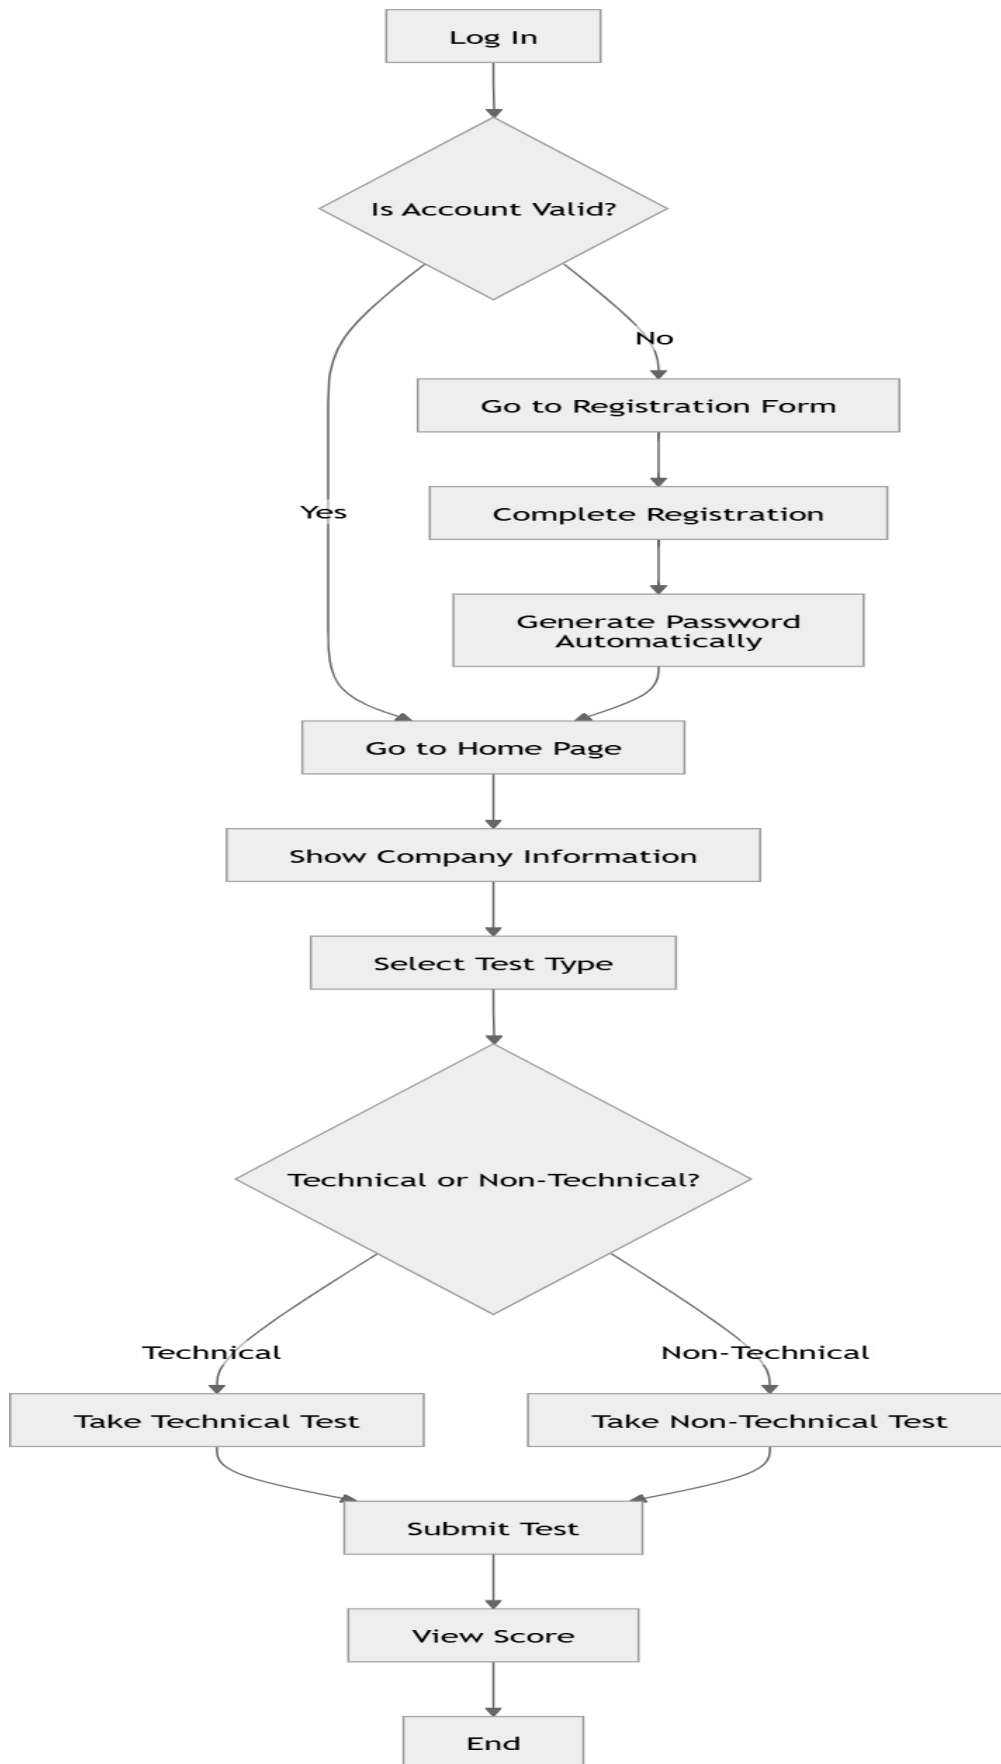 Log In
Is Account Valid?
No
Go to Registration Form
Yes
Complete Registration
Generate Password
Automatically
Go to Home Page
Show Company Information
Select Test Type
Technical or Non-Technical?
Technical
Non-Technical
Take Technical Test
Take Non-Technical Test
Submit Test
View Score
End